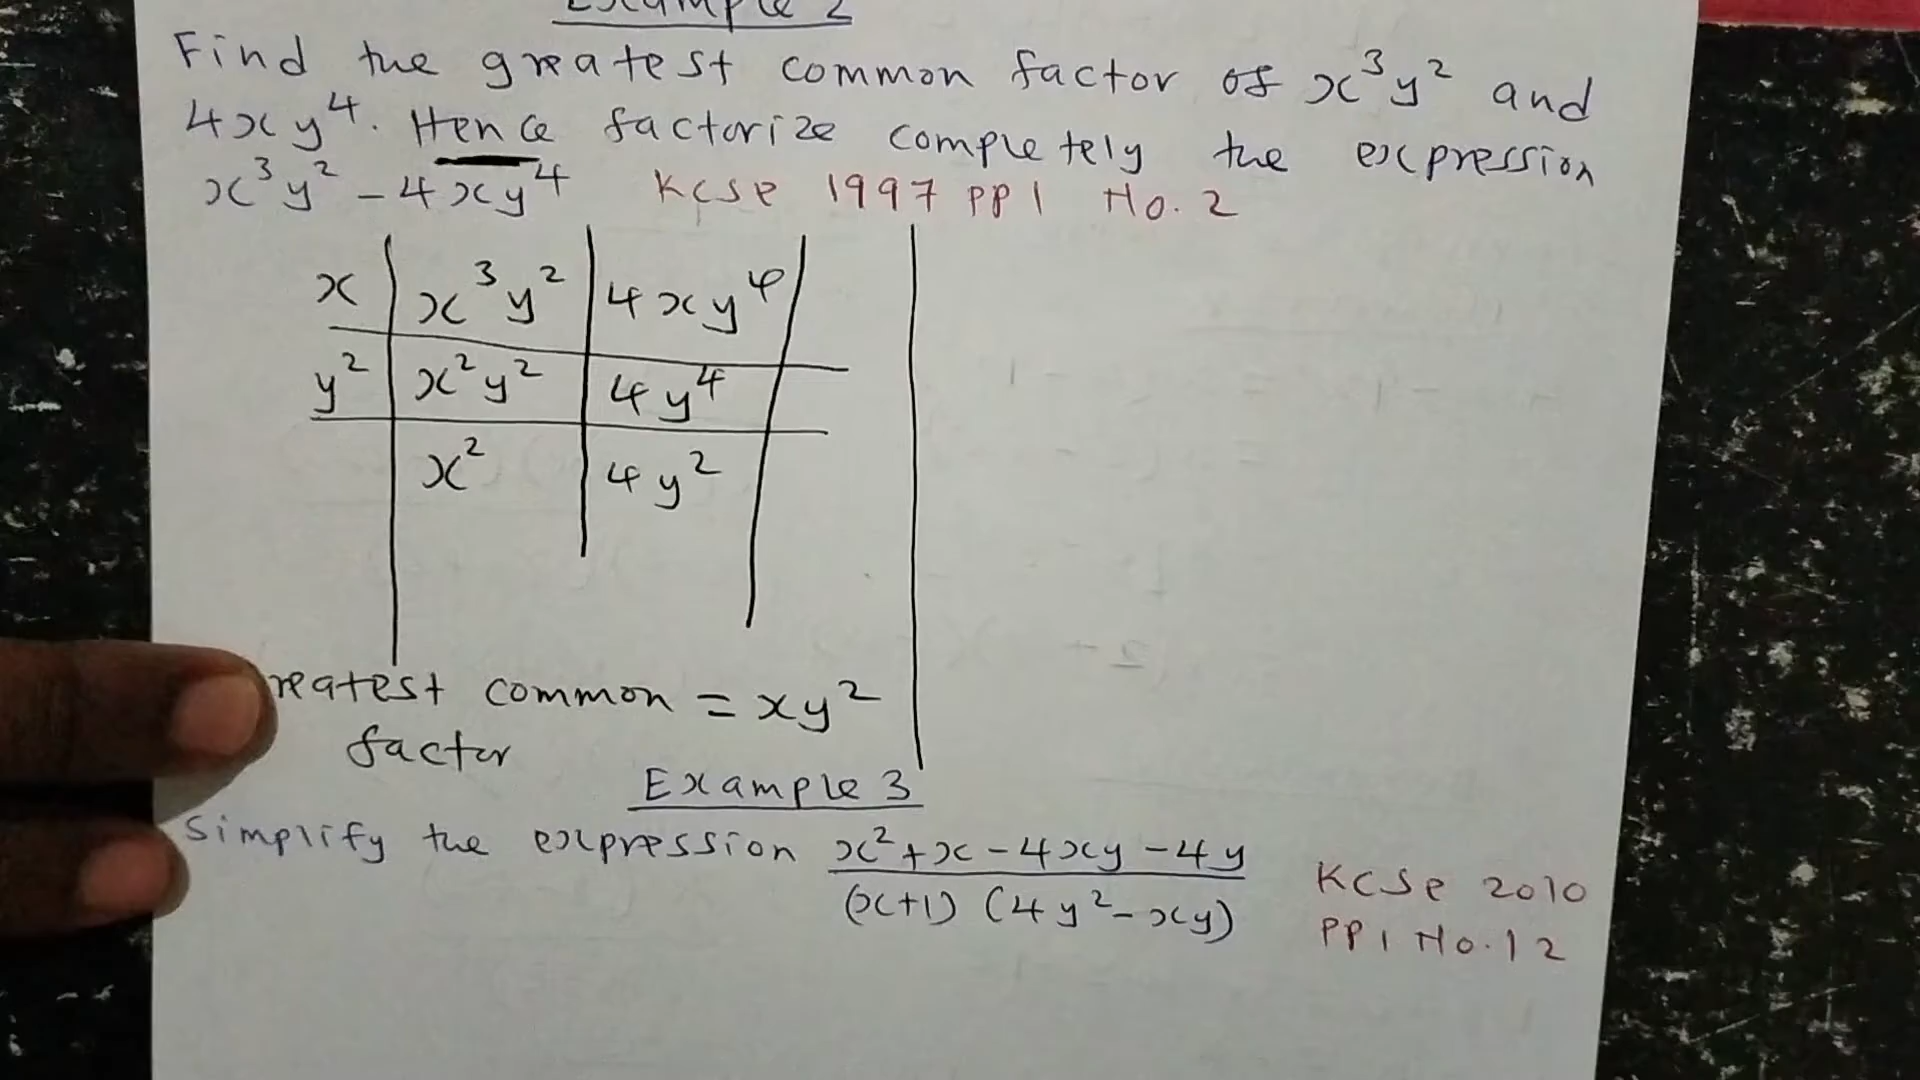 Example 2
Find the greatest common factor of x³y² and
4xy⁴. Hence factorize completely the expression
x³y² - 4xy⁴ KCSE 1997 PP1 No. 2
x | x³y² | 4xy⁴
y² | x²y² | 4y⁴
x² | 4y²
reatest common = xy²
factor
Example 3
Simplify the expression x²+x-4xy-4y
(x+1) (4y²-xy)
KCSE 2010
PP1 No. 12